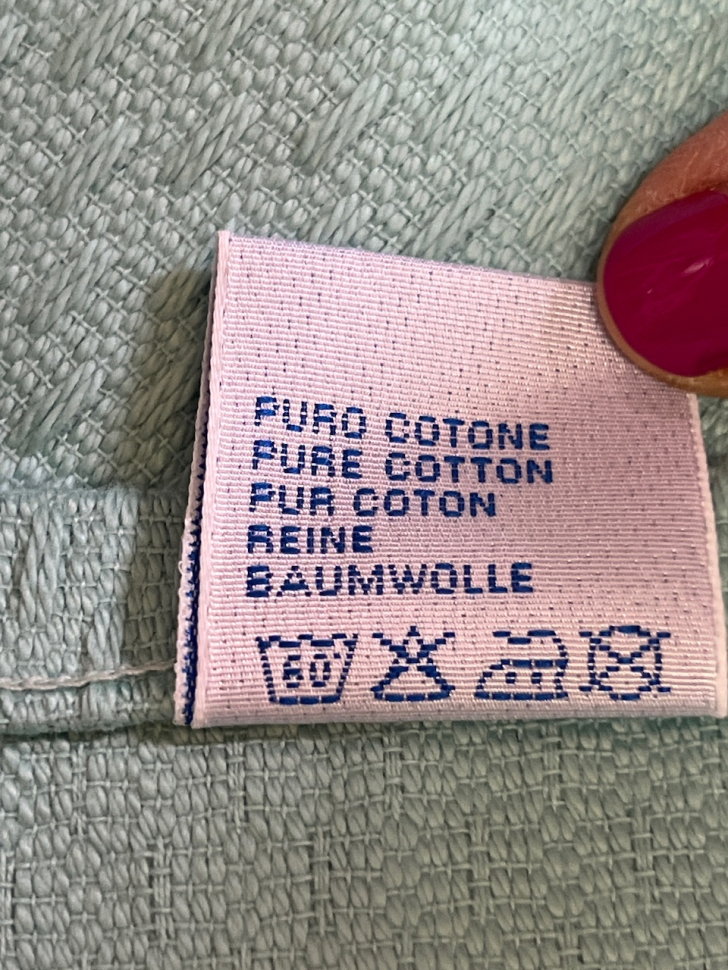 PURO COTONE
PURE COTTON
PUR COTON
REINE
BAUMWOLLE
60